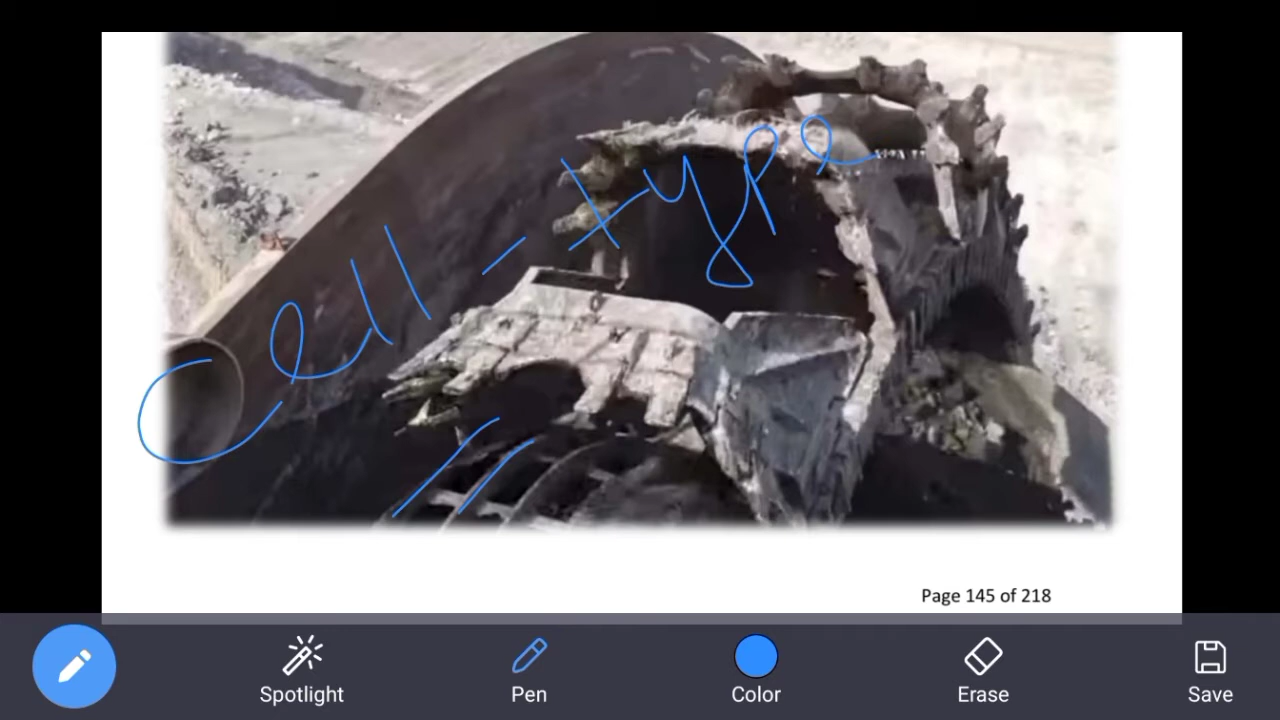 Cell-type
Page 145 of 218
Spotlight
Pen
Color
Erase
Save